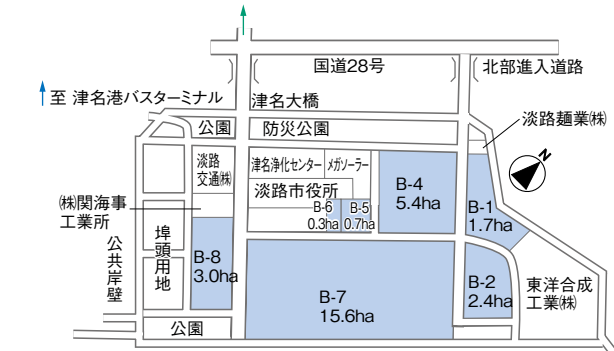 国道28号
北部進入道路
至 津名港バスターミナル
津名大橋
公園
防災公園
淡路麺業㈱
淡路
交通㈱
津名浄化センター
メガソーラー
N
淡路市役所
B-4
5.4ha
B-6
0.3ha
B-5
0.7ha
B-1
1.7ha
㈱関海事
工業所
公共岸壁
埠頭用地
B-8
3.0ha
B-7
15.6ha
B-2
2.4ha
東洋合成
工業㈱
公園